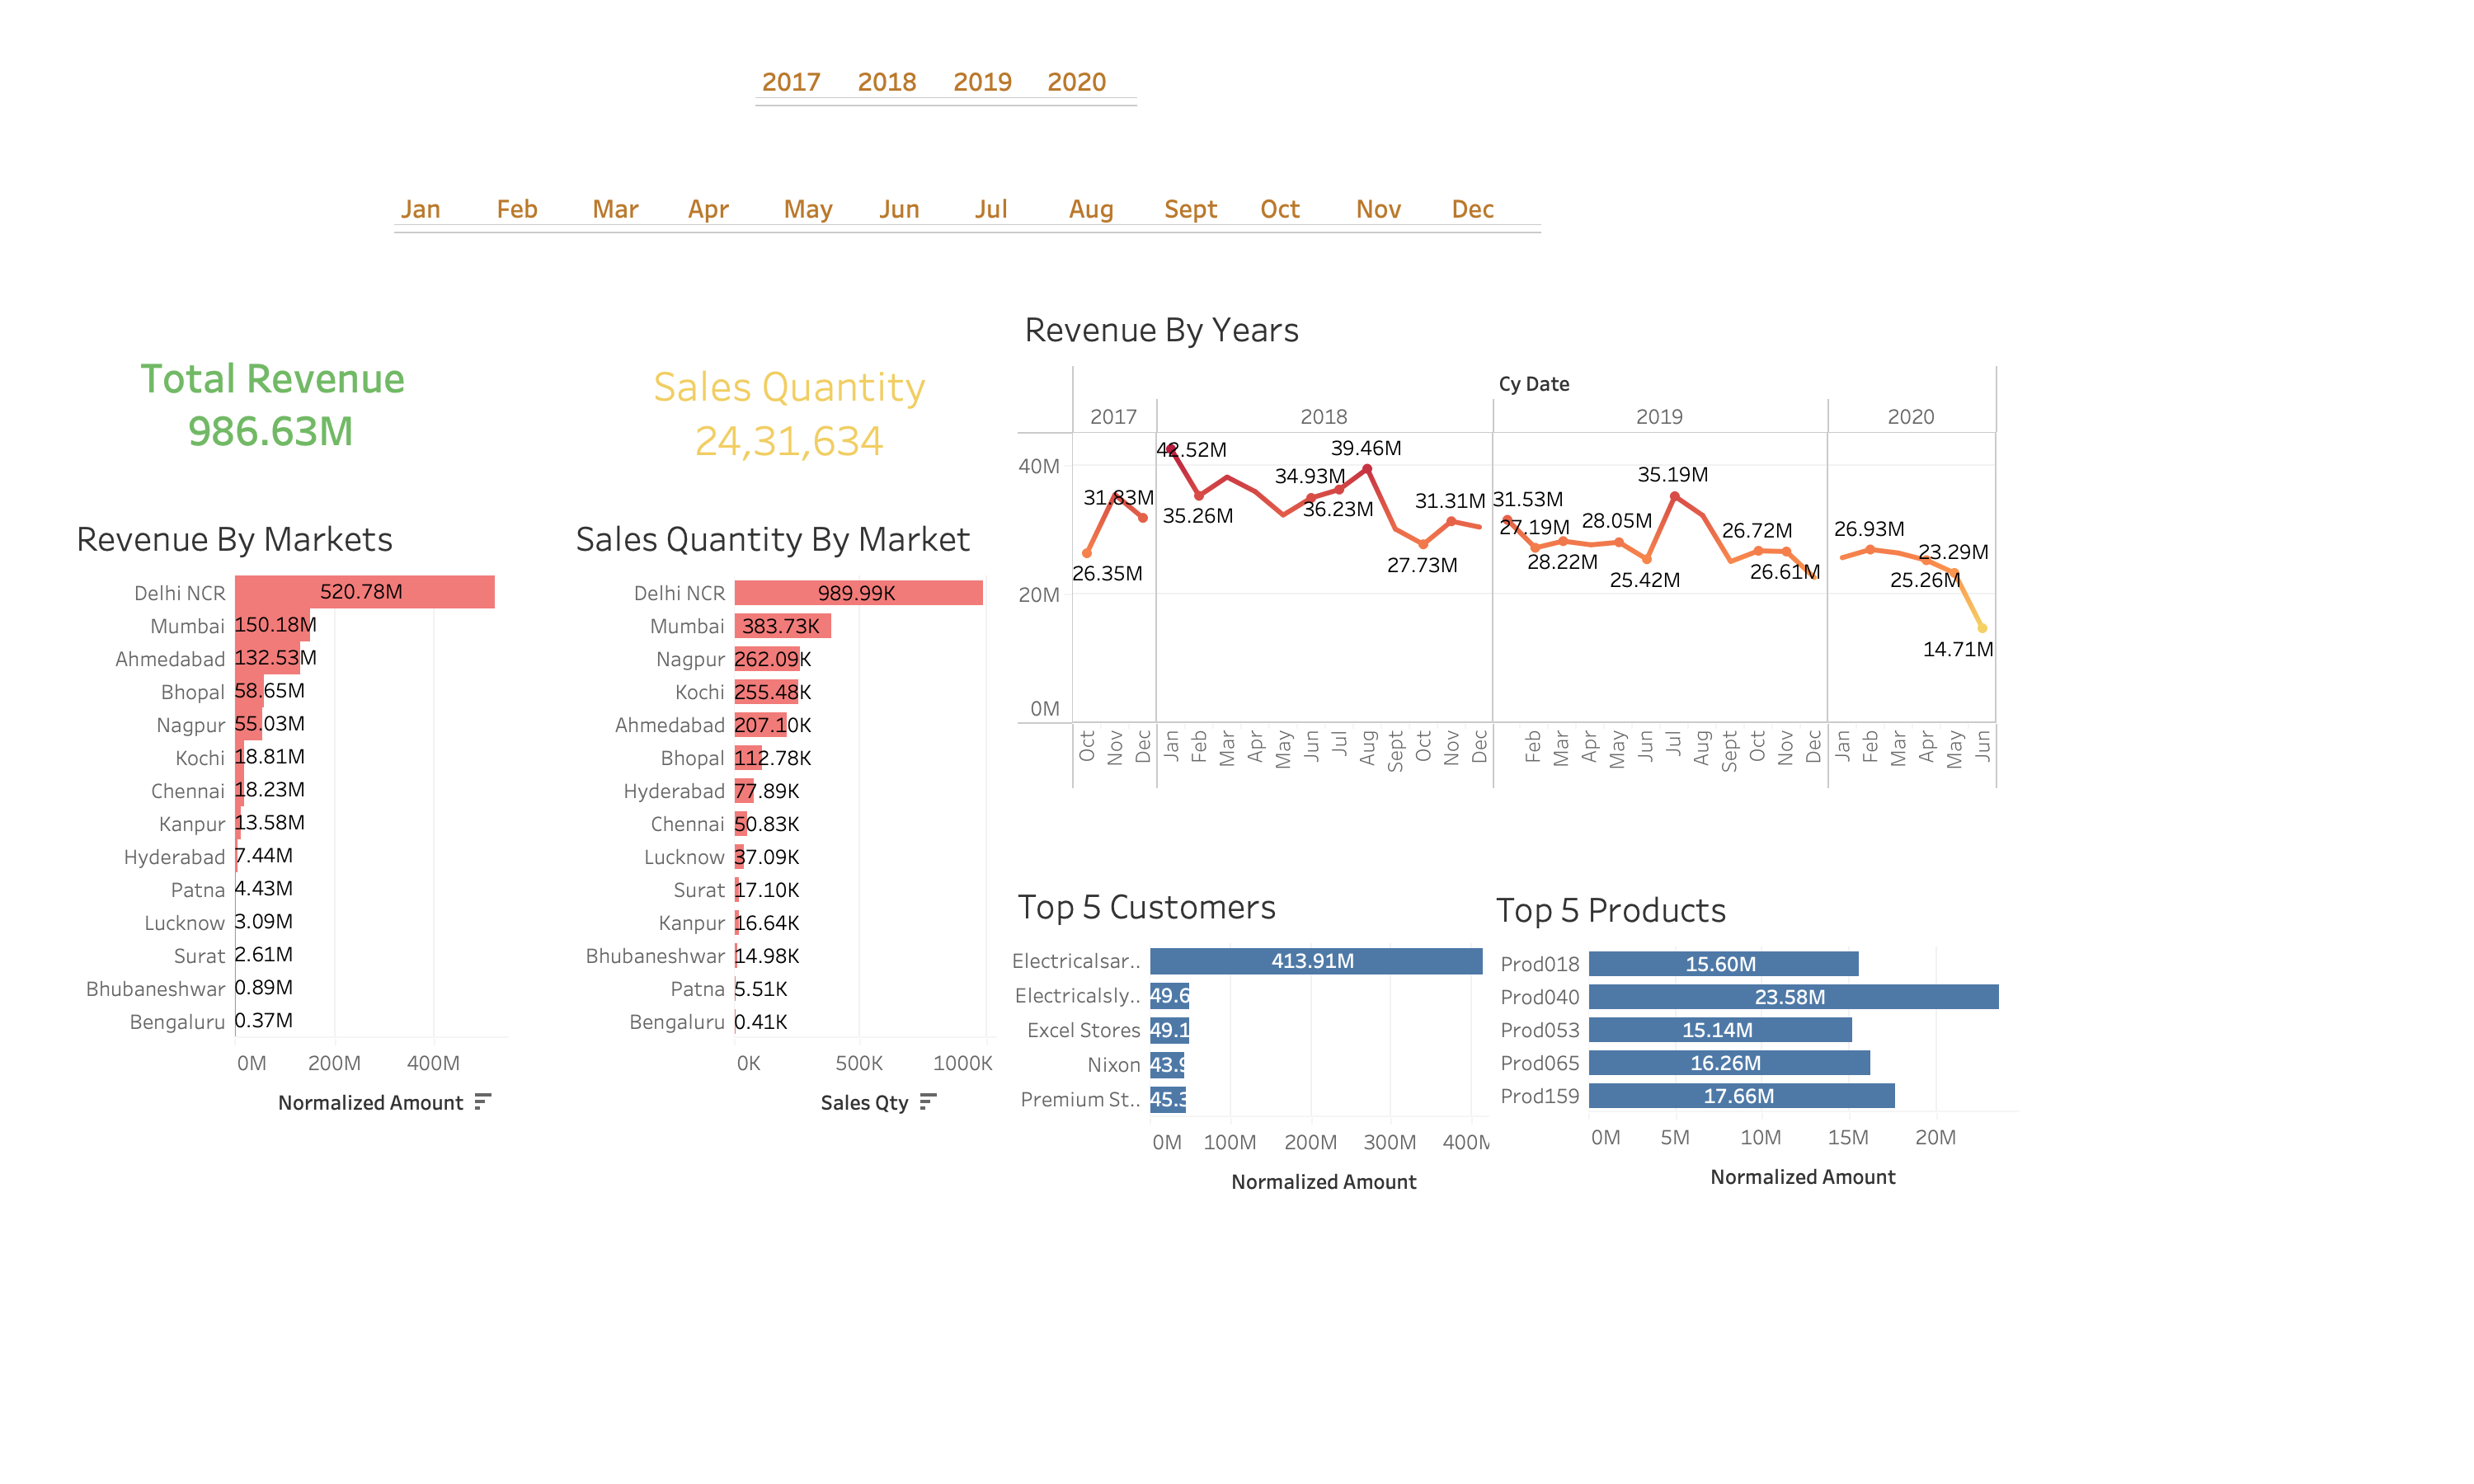 2017 2018 2019 2020
Jan Feb Mar Apr May Jun Jul Aug Sept Oct Nov Dec
Total Revenue
986.63M
Sales Quantity
24,31,634
Revenue By Markets
Delhi NCR 520.78M
Mumbai 150.18M
Ahmedabad 132.53M
Bhopal 58.65M
Nagpur 55.03M
Kochi 18.81M
Chennai 18.23M
Kanpur 13.58M
Hyderabad 7.44M
Patna 4.43M
Lucknow 3.09M
Surat 2.61M
Bhubaneshwar 0.89M
Bengaluru 0.37M
0M 200M 400M
Normalized Amount
Sales Quantity By Market
Delhi NCR 989.99K
Mumbai 383.73K
Nagpur 262.09K
Kochi 255.48K
Ahmedabad 207.10K
Bhopal 112.78K
Hyderabad 77.89K
Chennai 50.83K
Lucknow 37.09K
Surat 17.10K
Kanpur 16.64K
Bhubaneshwar 14.98K
Patna 5.51K
Bengaluru 0.41K
0K 500K 1000K
Sales Qty
Revenue By Years
Cy Date
2017 2018 2019 2020
40M
20M
0M
26.35M
31.83M
42.52M
35.26M
34.93M
36.23M
39.46M
27.73M
31.31M
31.53M
27.19M
28.22M
28.05M
25.42M
35.19M
26.72M
26.61M
26.93M
25.26M
23.29M
14.71M
Oct Nov Dec Jan Feb Mar Apr May Jun Jul Aug Sept Oct Nov Dec Feb Mar Apr May Jun Jul Aug Sept Oct Nov Dec Jan Feb Mar Apr May Jun
Top 5 Customers
Electricalsar.. 413.91M
Electricalsly.. 49.6
Excel Stores 49.1
Nixon 43.9
Premium St.. 45.3
0M 100M 200M 300M 400M
Normalized Amount
Top 5 Products
Prod018 15.60M
Prod040 23.58M
Prod053 15.14M
Prod065 16.26M
Prod159 17.66M
0M 5M 10M 15M 20M
Normalized Amount